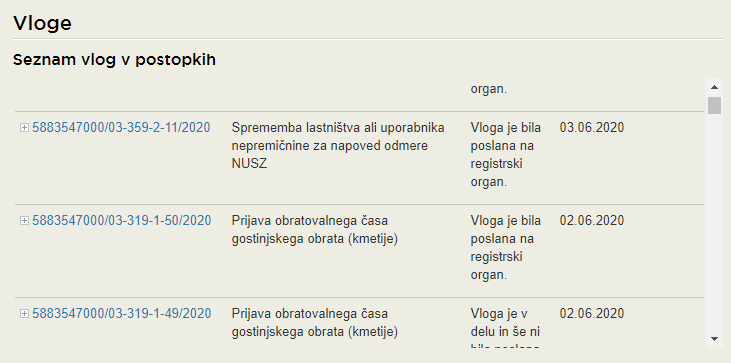 Vloge
Seznam vlog v postopkih
organ.
5883547000/03-359-2-11/2020 Sprememba lastništva ali uporabnika Vloga je bila 03.06.2020
nepremičnine za napoved odmere poslana na
NUSZ registrski
organ.
5883547000/03-319-1-50/2020 Prijava obratovalnega časa Vloga je bila 02.06.2020
gostinjskega obrata (kmetije) poslana na
registrski
organ.
5883547000/03-319-1-49/2020 Prijava obratovalnega časa Vloga je v 02.06.2020
gostinjskega obrata (kmetije) delu in še ni
bila poslana